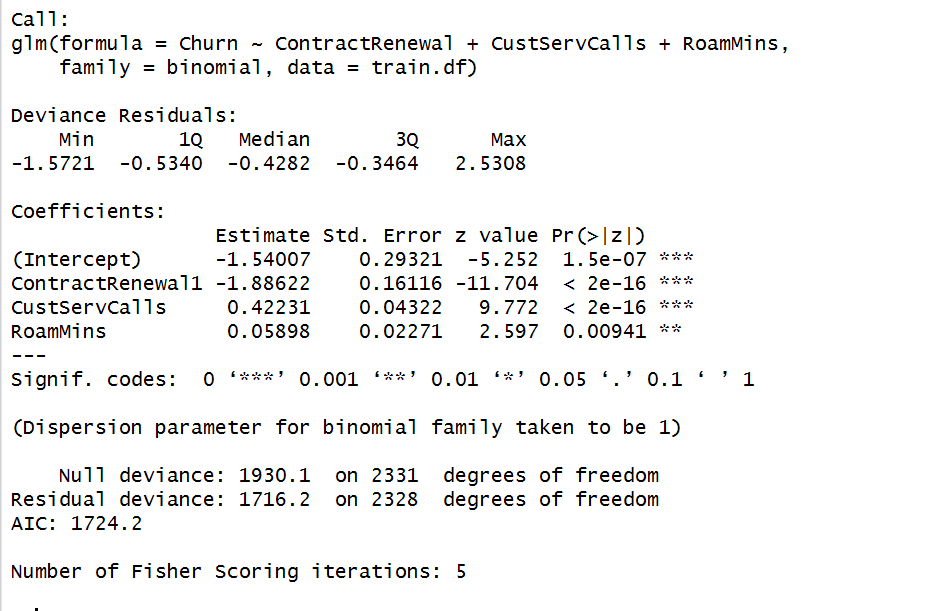 Call:
glm(formula = Churn ~ ContractRenewal + CustServCalls + RoamMins,
    family = binomial, data = train.df)
Deviance Residuals:
    Min       1Q   Median       3Q      Max
-1.5721  -0.5340  -0.4282  -0.3464   2.5308
Coefficients:
                 Estimate Std. Error z value Pr(>|z|)
(Intercept)      -1.54007    0.29321  -5.252  1.5e-07 ***
ContractRenewal1 -1.88622    0.16116 -11.704  < 2e-16 ***
CustServCalls     0.42231    0.04322   9.772  < 2e-16 ***
RoamMins          0.05898    0.02271   2.597  0.00941 **
---
Signif. codes:  0 ‘***’ 0.001 ‘**’ 0.01 ‘*’ 0.05 ‘.’ 0.1 ‘ ’ 1
(Dispersion parameter for binomial family taken to be 1)
    Null deviance: 1930.1  on 2331  degrees of freedom
Residual deviance: 1716.2  on 2328  degrees of freedom
AIC: 1724.2
Number of Fisher Scoring iterations: 5